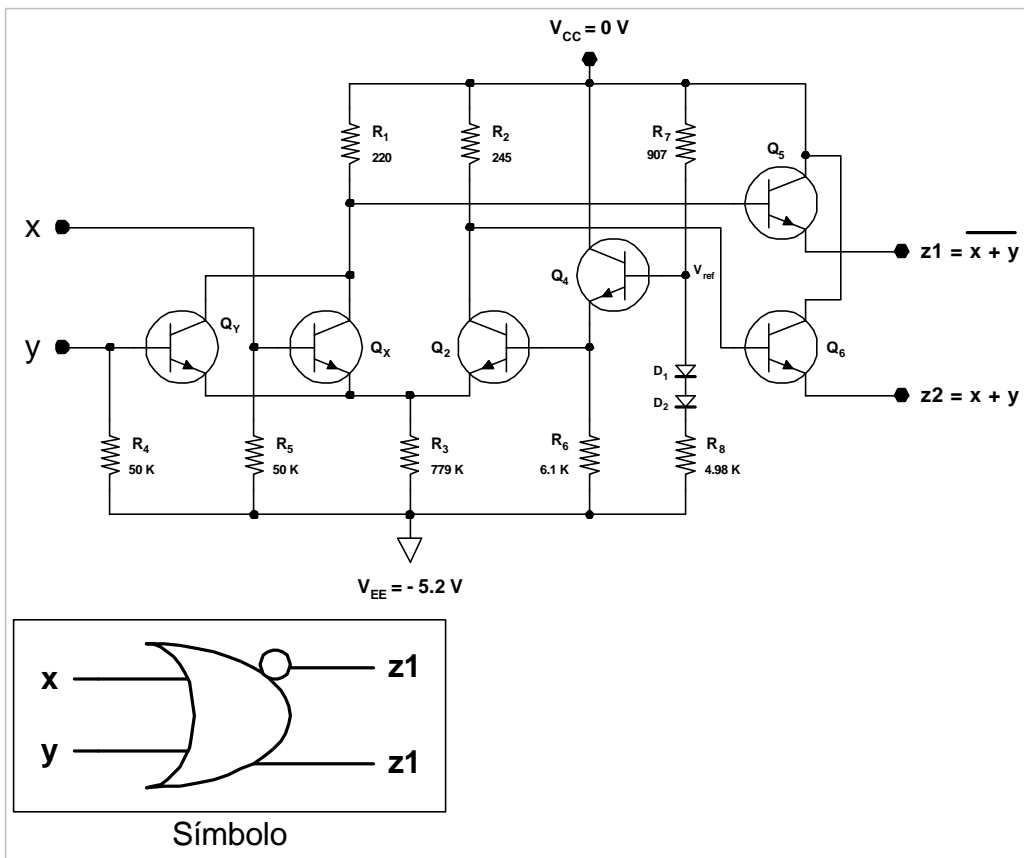 V_CC = 0 V
R_1
220
R_2
245
R_7
907
Q_5
x
z1 = \overline{x + y}
Q_4
V_ref
Q_Y
Q_X
Q_2
Q_6
y
D_1
D_2
z2 = x + y
R_4
50 K
R_5
50 K
R_3
779 K
R_6
6.1 K
R_8
4.98 K
V_EE = - 5.2 V
x
z1
y
z1
Símbolo